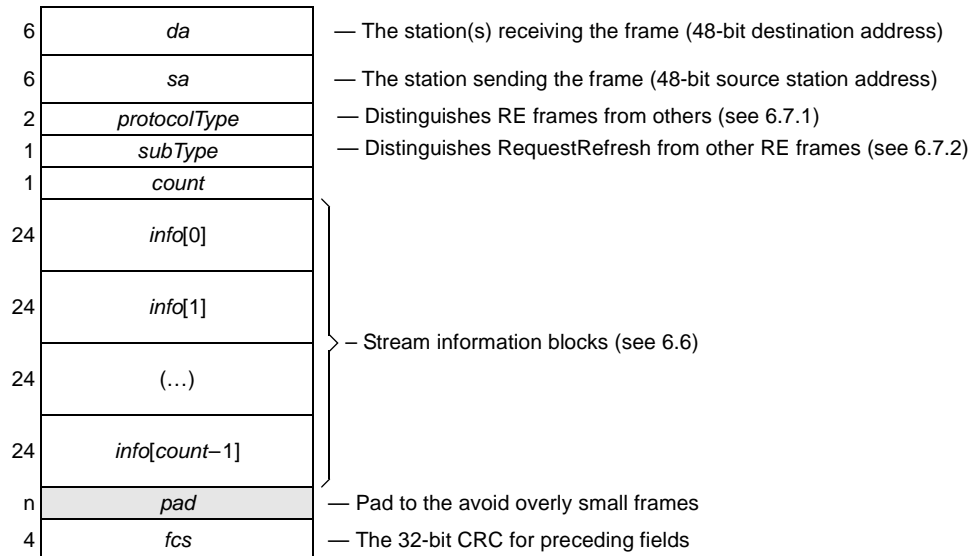 6 da — The station(s) receiving the frame (48-bit destination address)
6 sa — The station sending the frame (48-bit source station address)
2 protocolType — Distinguishes RE frames from others (see 6.7.1)
1 subType — Distinguishes RequestRefresh from other RE frames (see 6.7.2)
1 count
24 info[0]
24 info[1]
– Stream information blocks (see 6.6)
24 (…)
24 info[count–1]
n pad — Pad to the avoid overly small frames
4 fcs — The 32-bit CRC for preceding fields